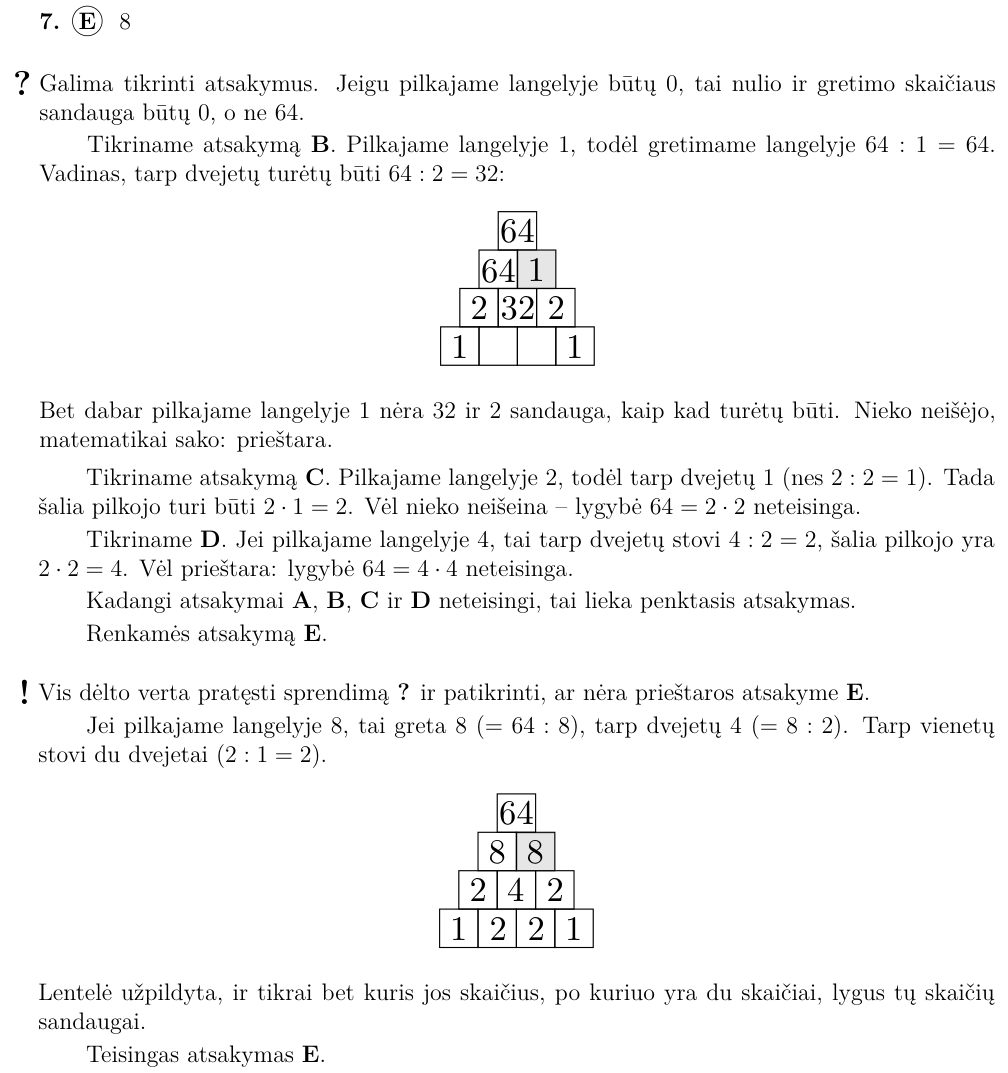 7. E 8
? Galima tikrinti atsakymus. Jeigu pilkajame langelyje būtų 0, tai nulio ir gretimo skaičiaus
sandauga būtų 0, o ne 64.
Tikriname atsakymą B. Pilkajame langelyje 1, todėl gretimame langelyje 64 : 1 = 64.
Vadinas, tarp dvejetų turėtų būti 64 : 2 = 32:
64
64 1
2 32 2
1 1
Bet dabar pilkajame langelyje 1 nėra 32 ir 2 sandauga, kaip kad turėtų būti. Nieko neišėjo,
matematikai sako: prieštara.
Tikriname atsakymą C. Pilkajame langelyje 2, todėl tarp dvejetų 1 (nes 2 : 2 = 1). Tada
šalia pilkojo turi būti 2 · 1 = 2. Vėl nieko neišeina – lygybė 64 = 2 · 2 neteisinga.
Tikriname D. Jei pilkajame langelyje 4, tai tarp dvejetų stovi 4 : 2 = 2, šalia pilkojo yra
2 · 2 = 4. Vėl prieštara: lygybė 64 = 4 · 4 neteisinga.
Kadangi atsakymai A, B, C ir D neteisingi, tai lieka penktasis atsakymas.
Renkamės atsakymą E.
! Vis dėlto verta pratęsti sprendimą ? ir patikrinti, ar nėra prieštaros atsakyme E.
Jei pilkajame langelyje 8, tai greta 8 (= 64 : 8), tarp dvejetų 4 (= 8 : 2). Tarp vienetų
stovi du dvejetai (2 : 1 = 2).
64
8 8
2 4 2
1 2 2 1
Lentelė užpildyta, ir tikrai bet kuris jos skaičius, po kuriuo yra du skaičiai, lygus tų skaičių
sandaugai.
Teisingas atsakymas E.